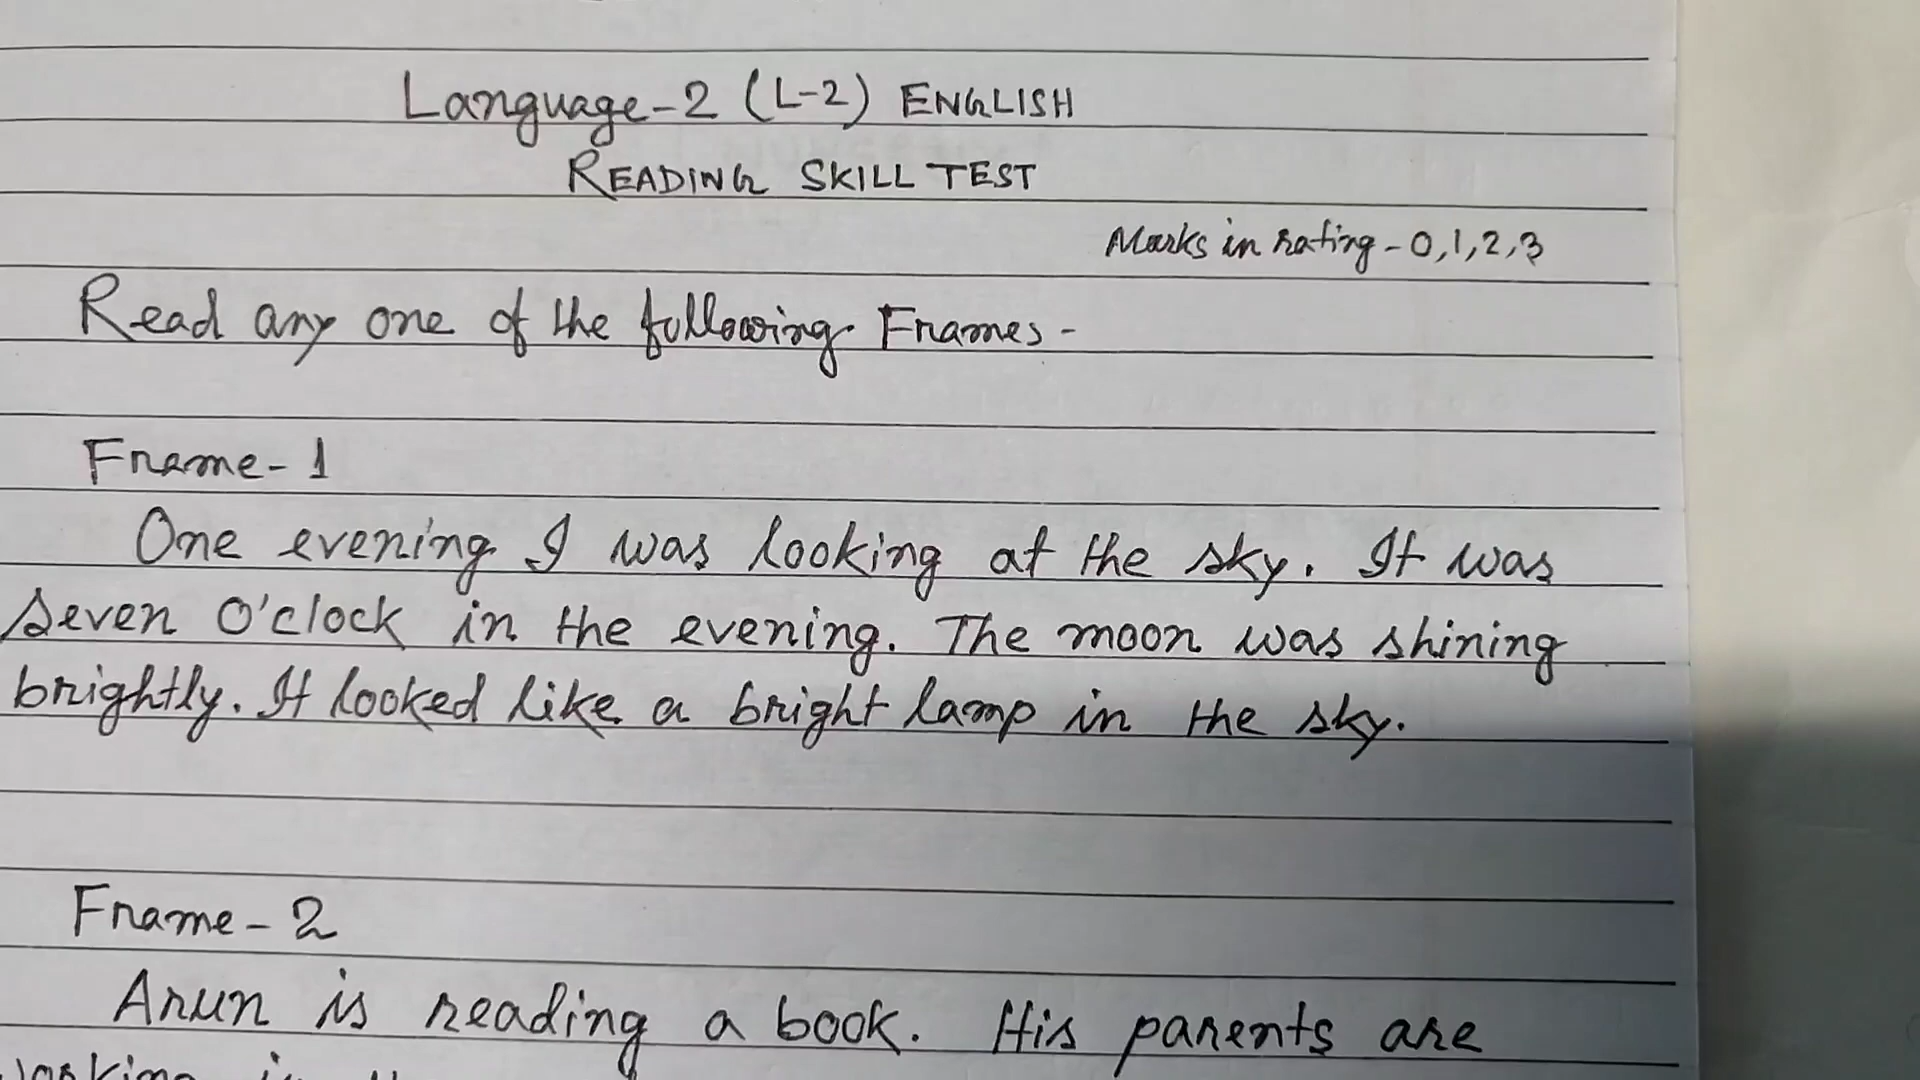 Language-2 (L-2) ENGLISH
READING SKILL TEST
Marks in rating - 0,1,2,3
Read any one of the following Frames -
Frame- 1
One evening I was looking at the sky. It was
seven O'clock in the evening. The moon was shining
brightly. It looked like a bright lamp in the sky.
Frame - 2
Arun is reading a book. His parents are
in